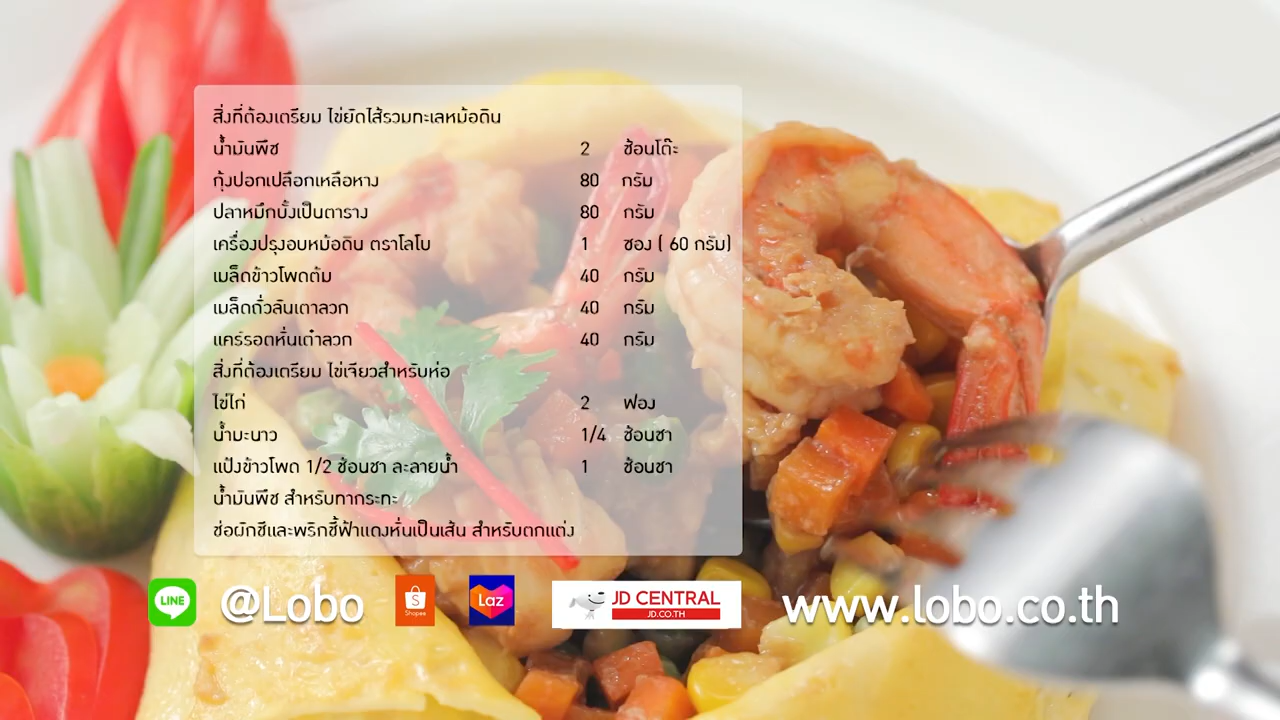 สิ่งที่ต้องเตรียม ไข่ยัดไส้รวมทะเลหม้อดิน
น้ำมันพืช 2 ช้อนโต๊ะ
กุ้งปอกเปลือกเหลือหาง 80 กรัม
ปลาหมึกบั้งเป็นตาราง 80 กรัม
เครื่องปรุงอบหม้อดิน ตราโลโบ 1 ซอง ( 60 กรัม)
เมล็ดข้าวโพดต้ม 40 กรัม
เมล็ดถั่วลันเตาลวก 40 กรัม
แครรอตหั่นเต๋าลวก 40 กรัม
สิ่งที่ต้องเตรียม ไข่เจียวสำหรับห่อ
ไข่ไก่ 2 ฟอง
น้ำมะนาว 1/4 ช้อนชา
แป้งข้าวโพด 1/2 ช้อนชา ละลายน้ำ 1 ช้อนชา
น้ำมันพืช สำหรับทากระทะ
ช่อผักชีและพริกชี้ฟ้าแดงหั่นเป็นเส้น สำหรับตกแต่ง
LINE @Lobo Shopee Laz JD CENTRAL www.lobo.co.th
JD.CO.TH